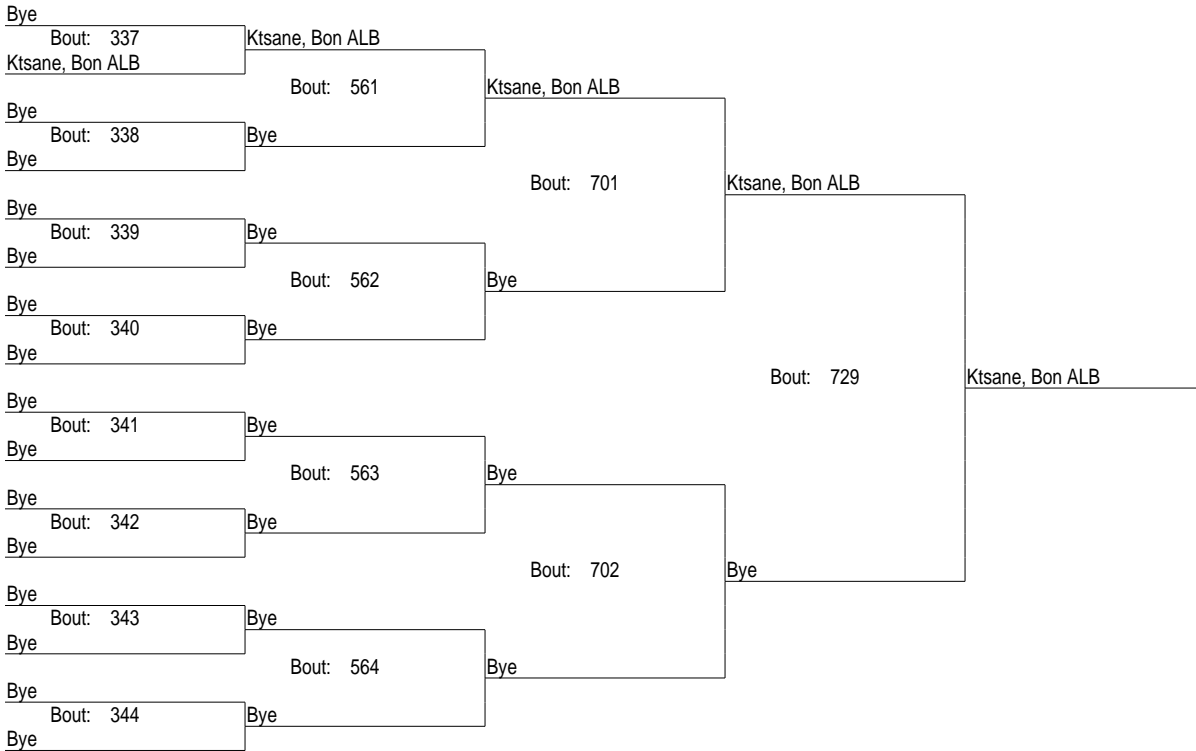 Bye
Bout: 337 Ktsane, Bon ALB
Ktsane, Bon ALB
Bout: 561 Ktsane, Bon ALB
Bye
Bout: 338 Bye
Bye
Bout: 701 Ktsane, Bon ALB
Bye
Bout: 339 Bye
Bye
Bout: 562 Bye
Bye
Bout: 340 Bye
Bye
Bout: 729 Ktsane, Bon ALB
Bye
Bout: 341 Bye
Bye
Bout: 563 Bye
Bye
Bout: 342 Bye
Bye
Bout: 702 Bye
Bye
Bout: 343 Bye
Bye
Bout: 564 Bye
Bye
Bout: 344 Bye
Bye